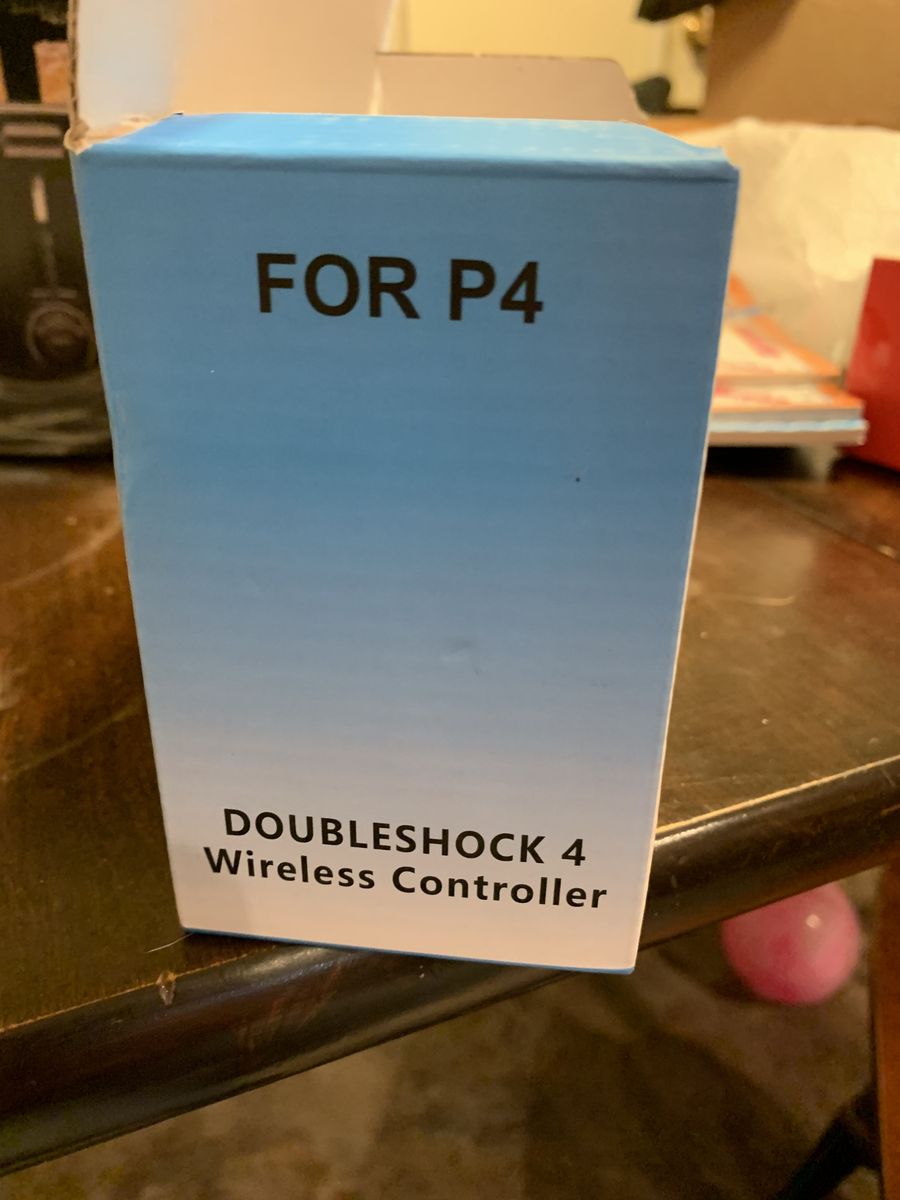 FOR P4
DOUBLESHOCK 4
Wireless Controller